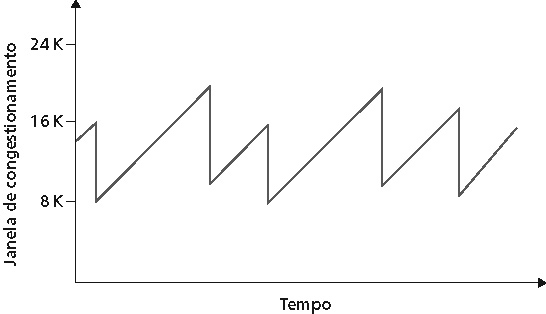 Janela de congestionamento
24 K
16 K
8 K
Tempo